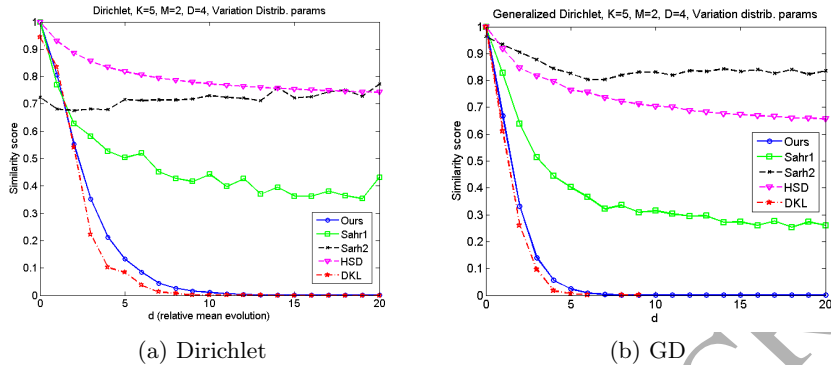 Dirichlet, K=5, M=2, D=4, Variation Distrib. params
Similarity score
1
0.9
0.8
0.7
0.6
0.5
0.4
0.3
0.2
0.1
0
Ours
Sahr1
Sarh2
HSD
DKL
0 5 10 15 20
d (relative mean evolution)
(a) Dirichlet
Generalized Dirichlet, K=5, M=2, D=4, Variation distrib. params
Similarity score
1
0.9
0.8
0.7
0.6
0.5
0.4
0.3
0.2
0.1
0
Ours
Sahr1
Sarh2
HSD
DKL
0 5 10 15 20
d
(b) GD